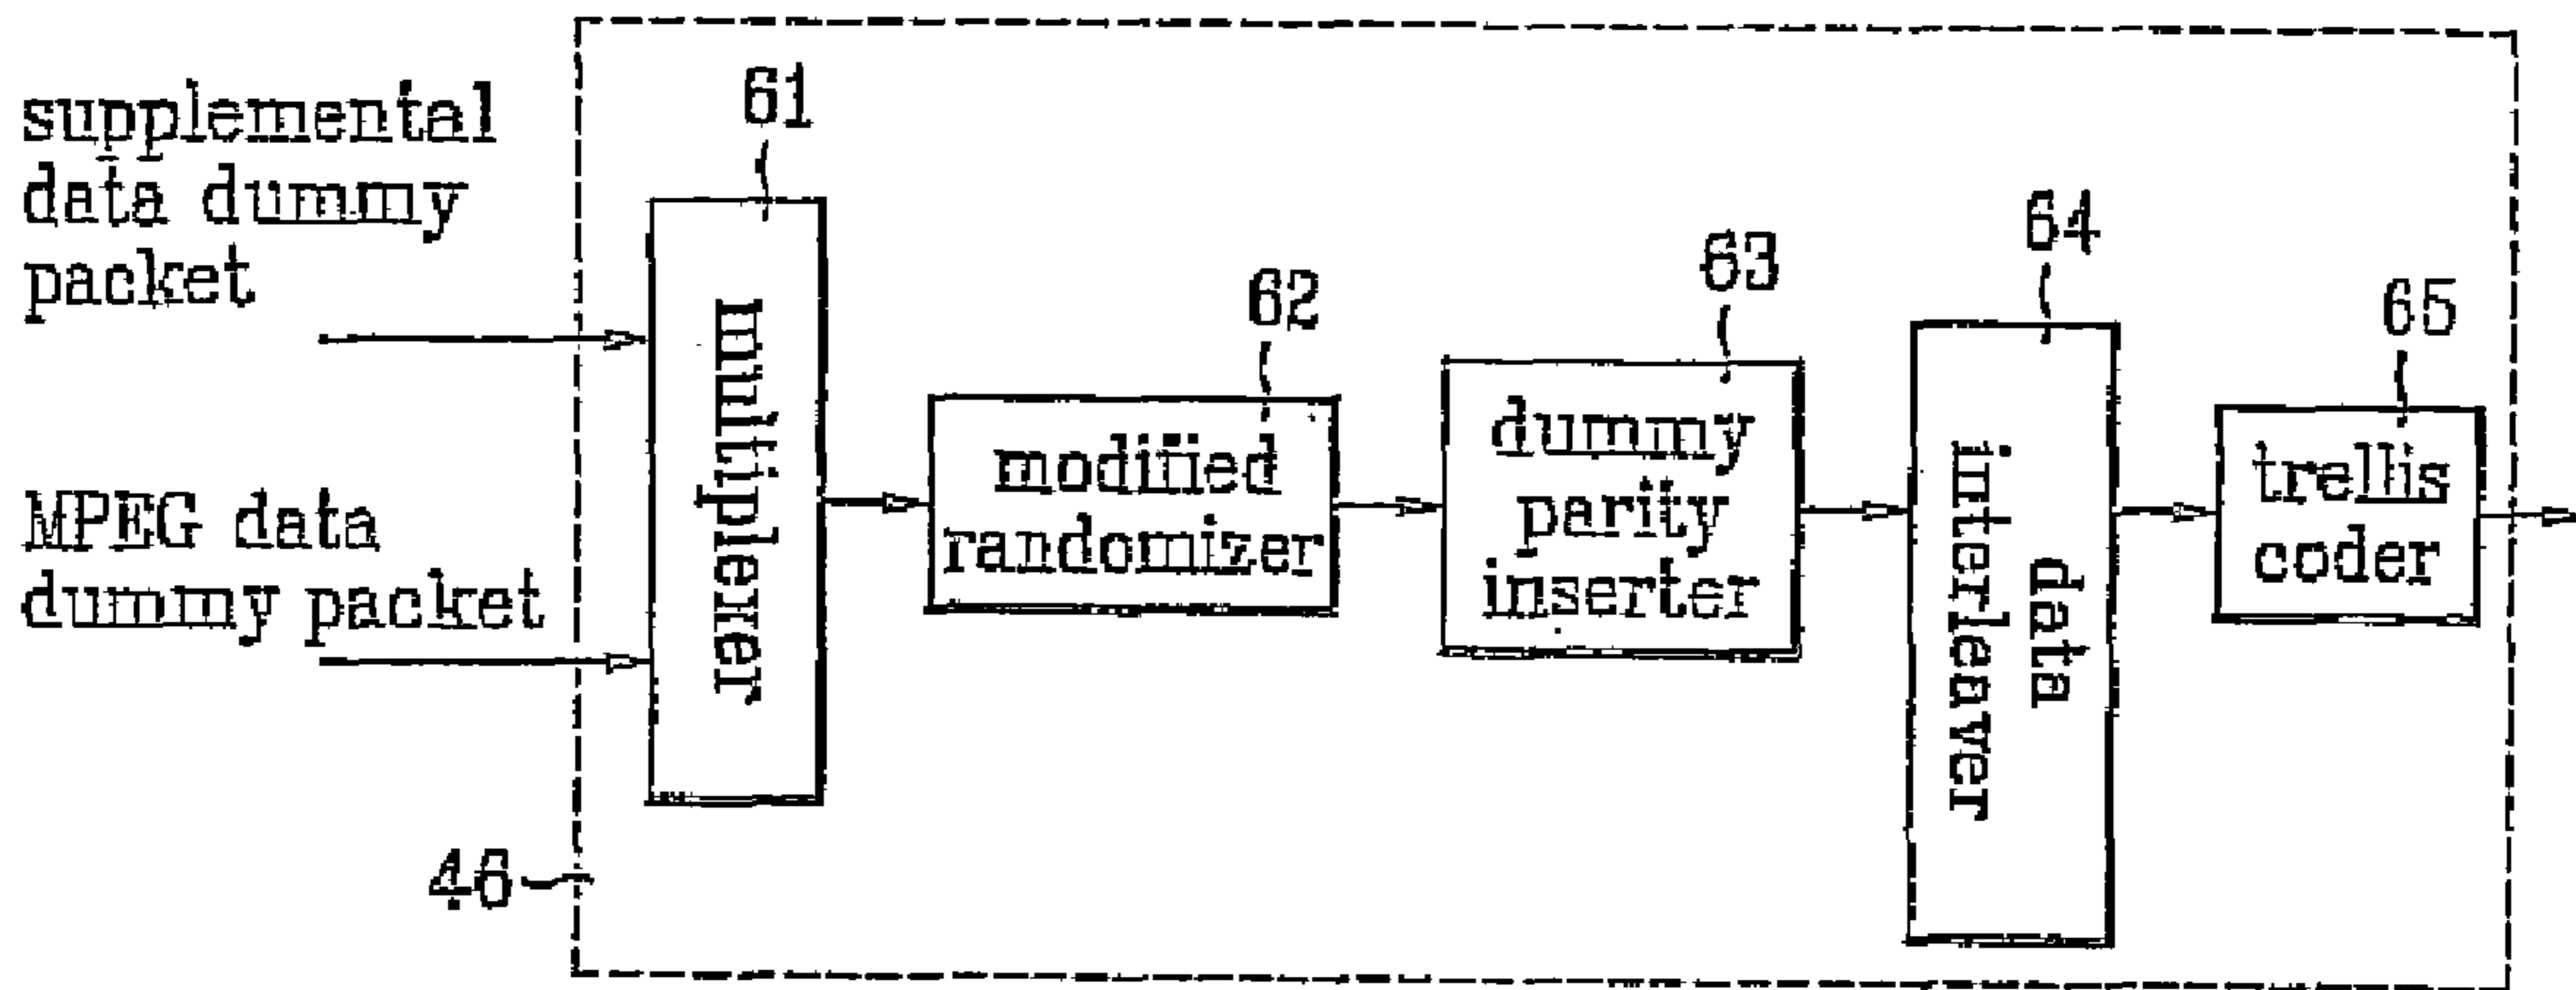 supplemental
data dummy
packet
MPEG data
dummy packet
46
61
multiplexer
62
modified
randomizer
63
dummy
parity
inserter
64
data
interleaver
65
trellis
coder